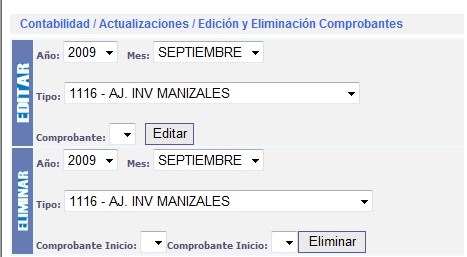 Contabilidad / Actualizaciones / Edición y Eliminación Comprobantes
EDITAR
Año: 2009 Mes: SEPTIEMBRE
Tipo: 1116 - AJ. INV MANIZALES
Comprobante: Editar
ELIMINAR
Año: 2009 Mes: SEPTIEMBRE
Tipo: 1116 - AJ. INV MANIZALES
Comprobante Inicio: Comprobante Inicio: Eliminar